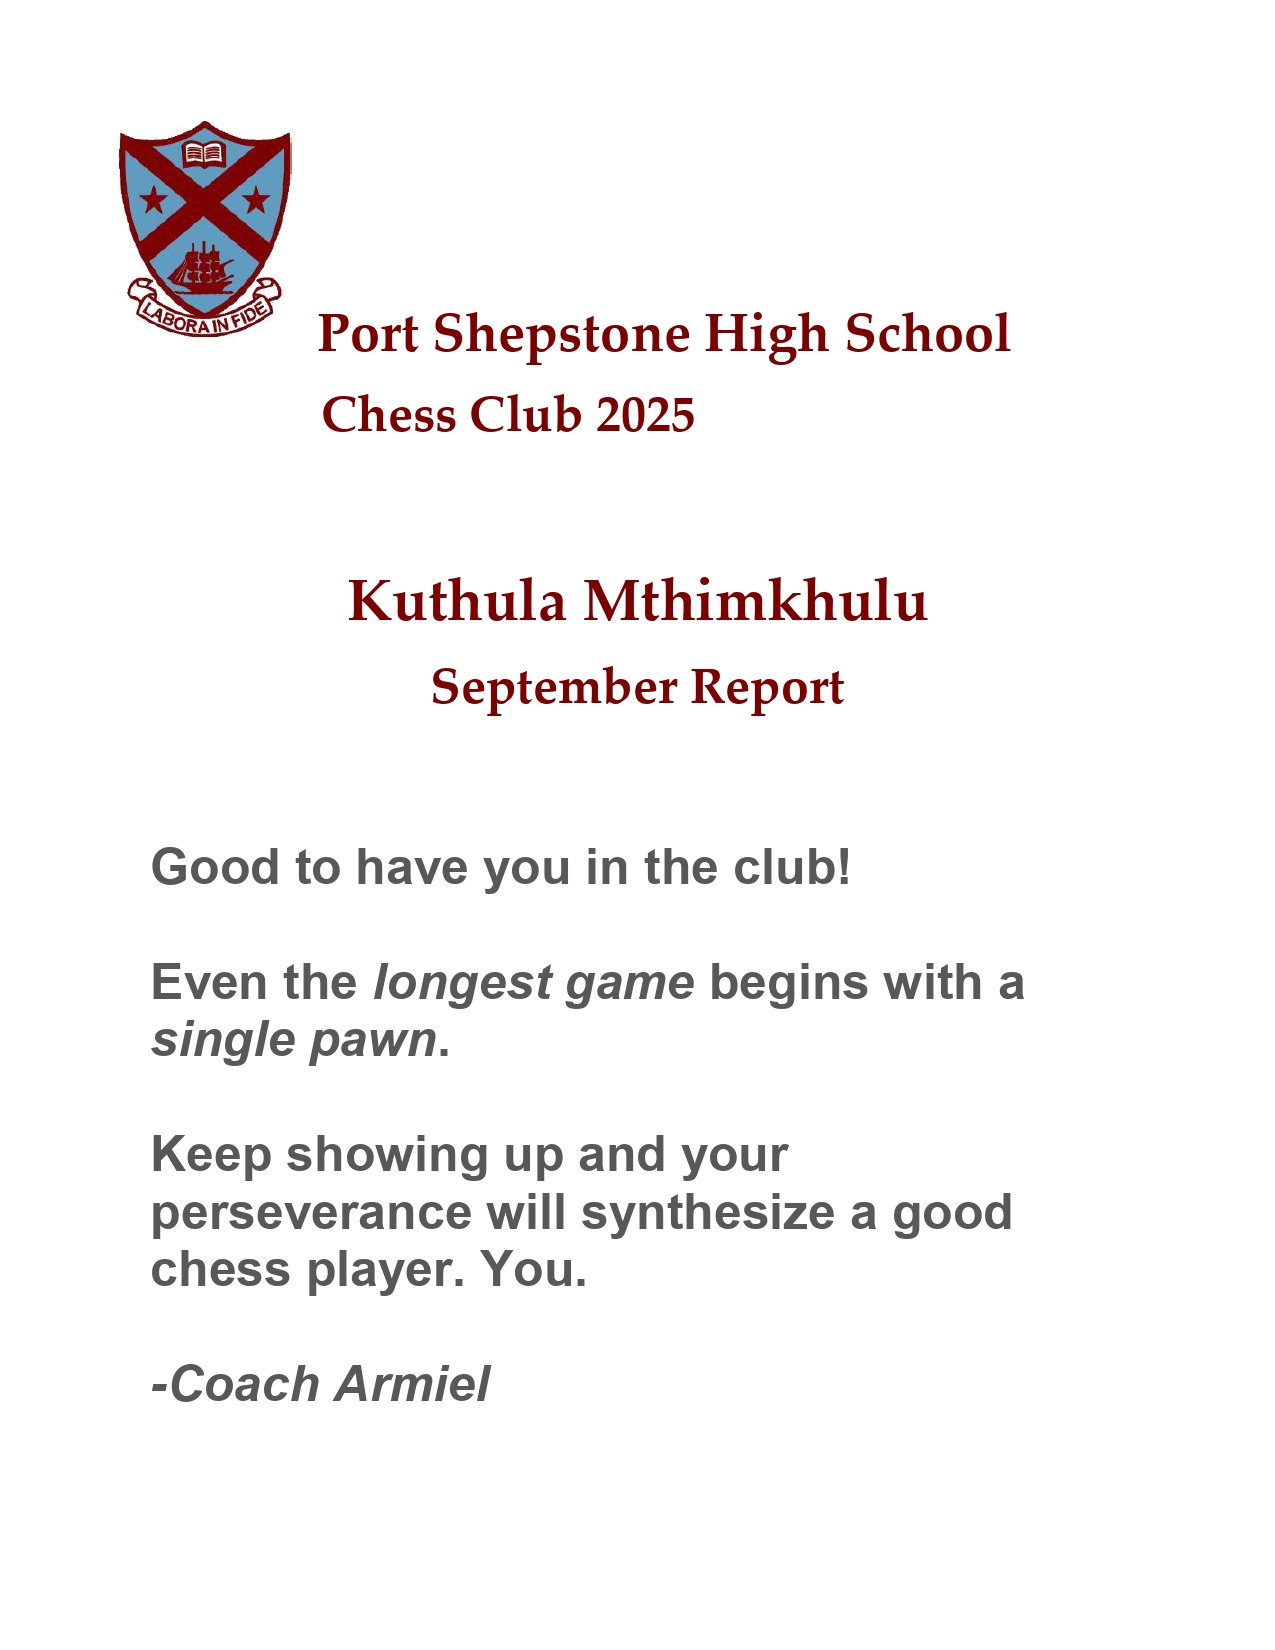 LABORA IN FIDE
Port Shepstone High School
Chess Club 2025
Kuthula Mthimkhulu
September Report
Good to have you in the club!
Even the longest game begins with a
single pawn.
Keep showing up and your
perseverance will synthesize a good
chess player. You.
-Coach Armiel